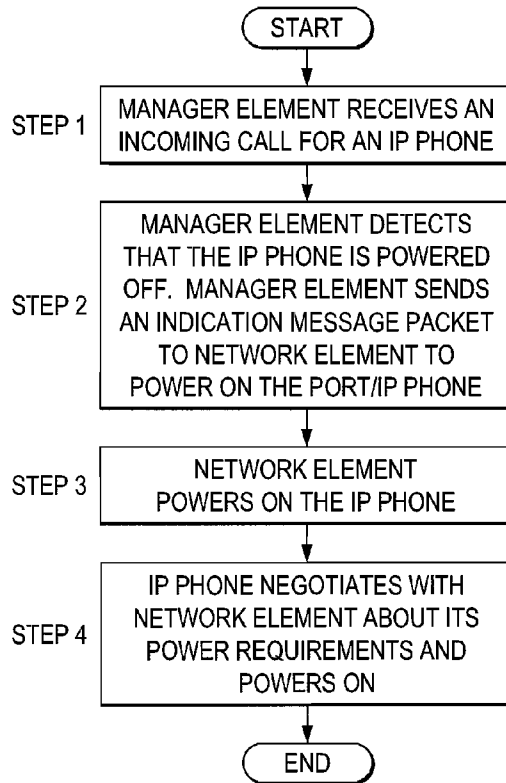 START
STEP 1
MANAGER ELEMENT RECEIVES AN
INCOMING CALL FOR AN IP PHONE
STEP 2
MANAGER ELEMENT DETECTS
THAT THE IP PHONE IS POWERED
OFF. MANAGER ELEMENT SENDS
AN INDICATION MESSAGE PACKET
TO NETWORK ELEMENT TO
POWER ON THE PORT/IP PHONE
STEP 3
NETWORK ELEMENT
POWERS ON THE IP PHONE
STEP 4
IP PHONE NEGOTIATES WITH
NETWORK ELEMENT ABOUT ITS
POWER REQUIREMENTS AND
POWERS ON
END